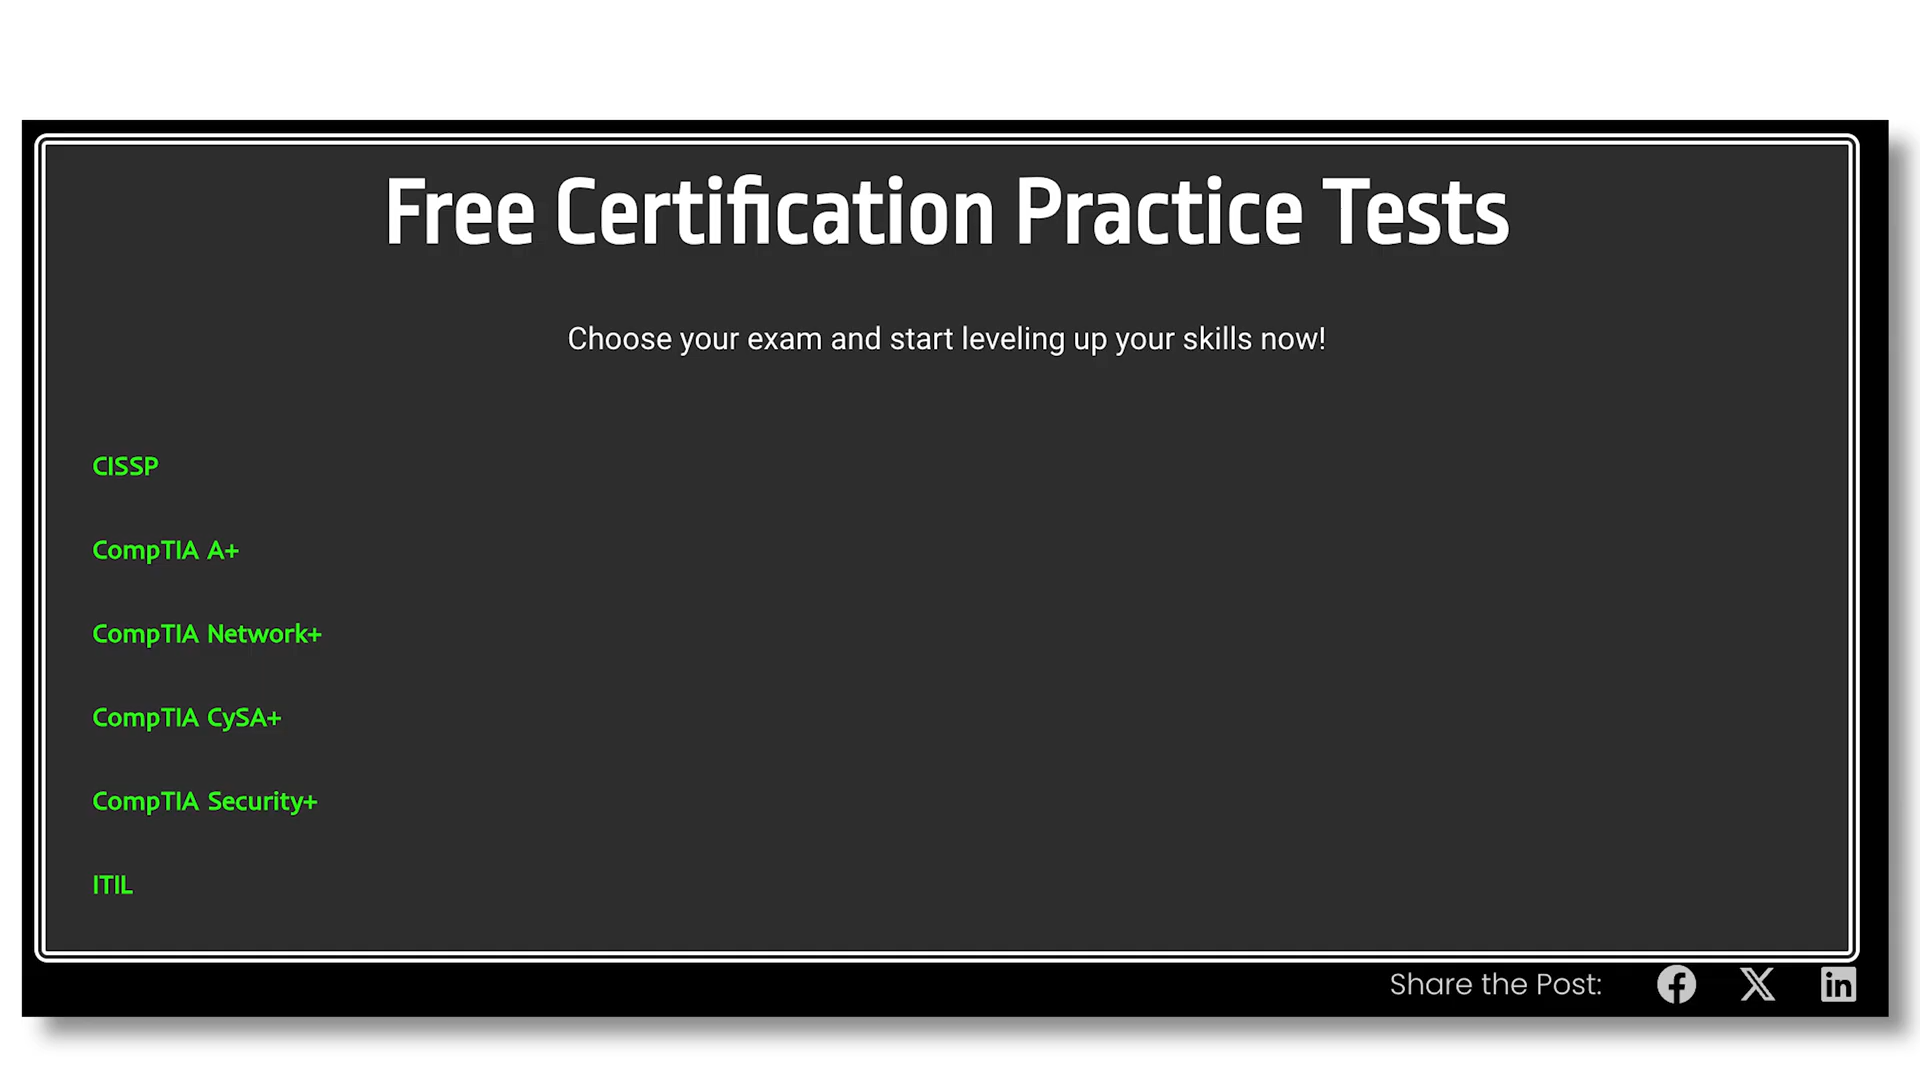 Free Certification Practice Tests
Choose your exam and start leveling up your skills now!
CISSP
CompTIA A+
CompTIA Network+
CompTIA CySA+
CompTIA Security+
ITIL
Share the Post: